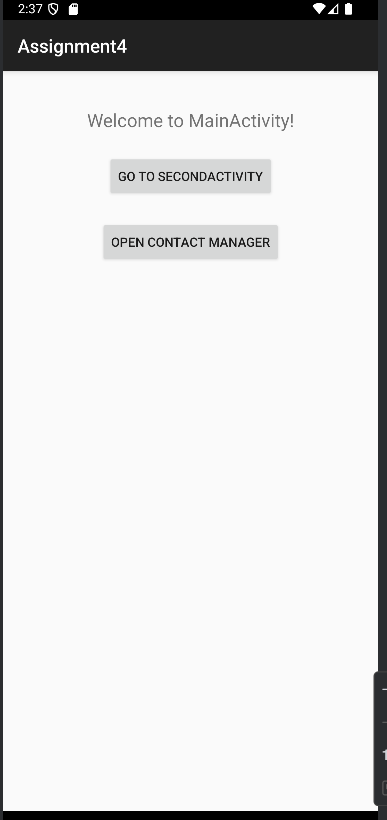 2:37
Assignment4
Welcome to MainActivity!
GO TO SECONDACTIVITY
OPEN CONTACT MANAGER